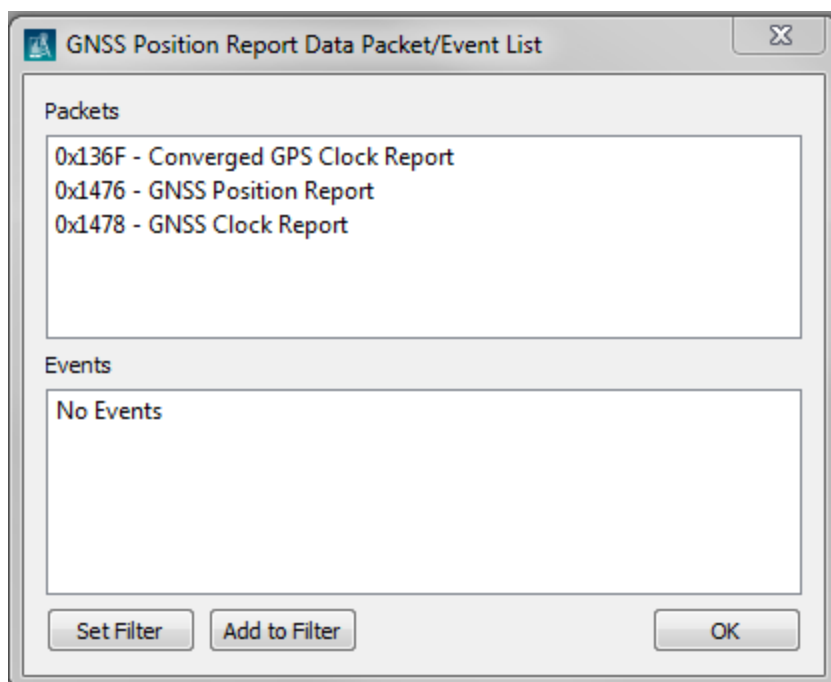 GNSS Position Report Data Packet/Event List
Packets
0x136F - Converged GPS Clock Report
0x1476 - GNSS Position Report
0x1478 - GNSS Clock Report
Events
No Events
Set Filter Add to Filter OK